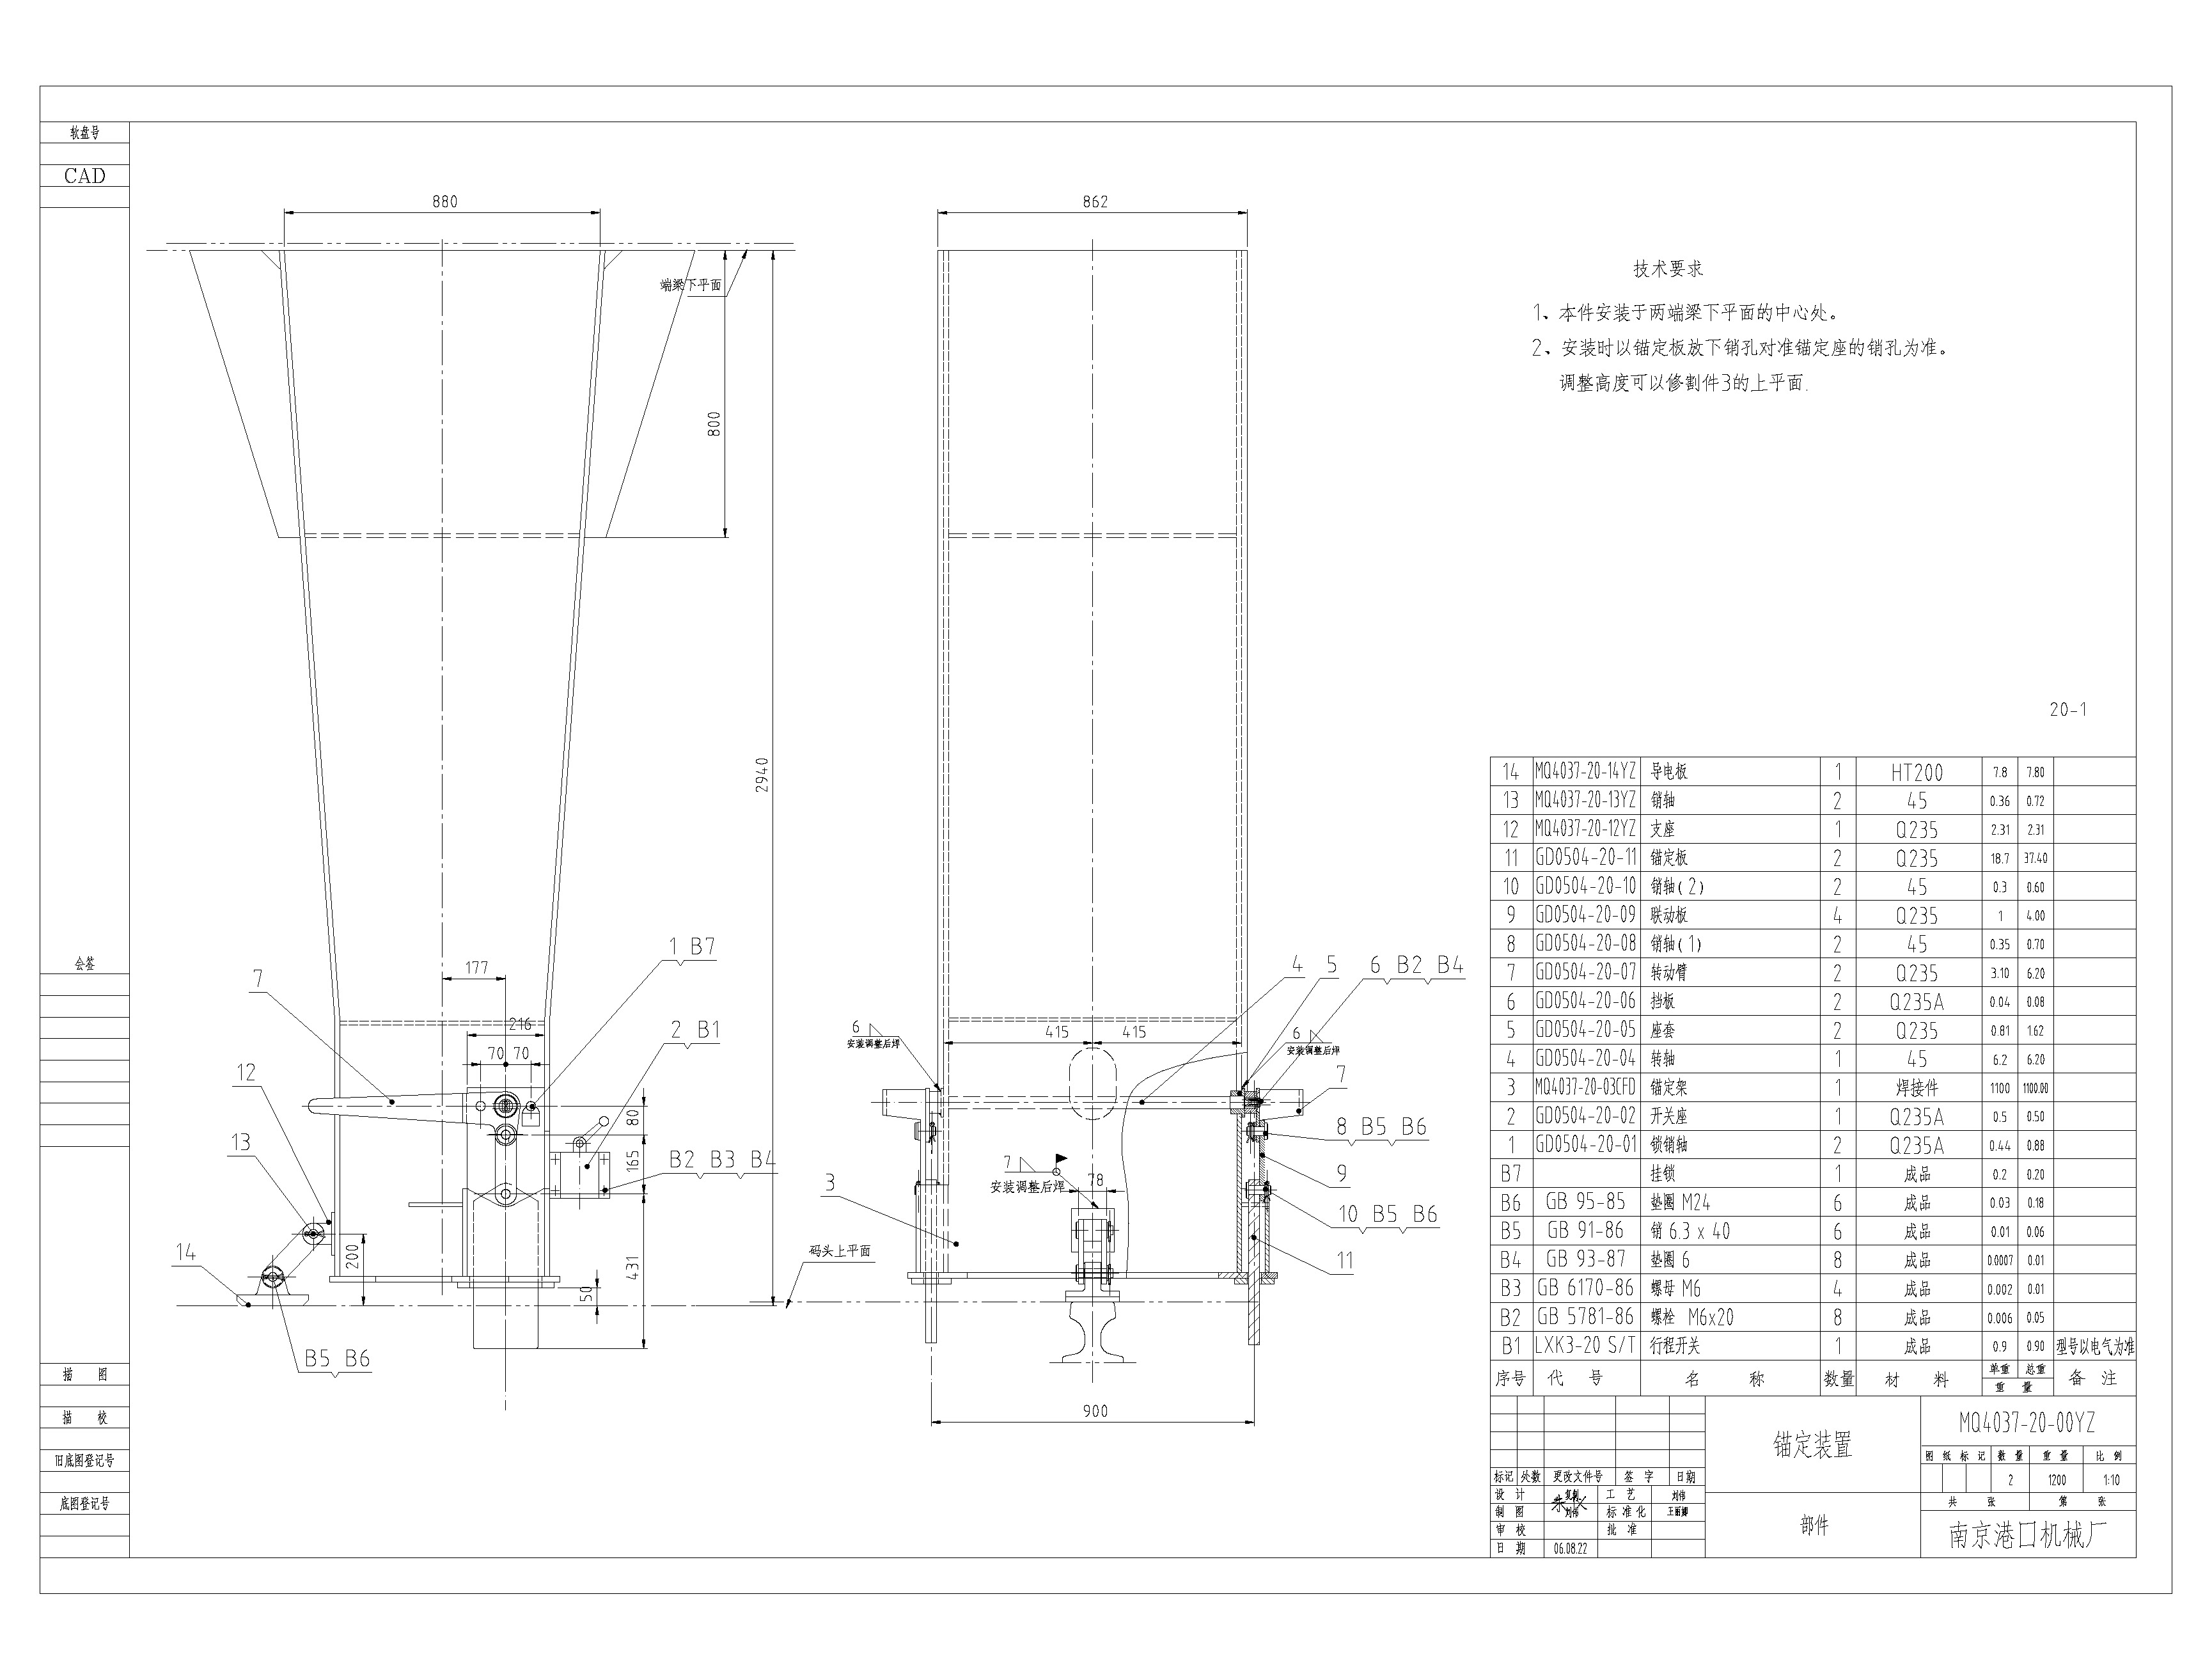 软盘号
CAD
会签
描 图
描 校
旧底图登记号
底图登记号
880
端梁下平面
800
2940
177
216
70 70
80
165
431
50
200
7
12
13
14
1 B7
2 B1
B2 B3 B4
B5 B6
862
415 415
6
安装调整后焊
6
安装调整后焊
7
安装调整后焊
78
码头上平面
900
3
4 5 6 B2 B4
7
8 B5 B6
9
10 B5 B6
11
技术要求
1、本件安装于两端梁下平面的中心处。
2、安装时以锚定板放下销孔对准锚定座的销孔为准。
调整高度可以修割件3的上平面.
20-1
14 MQ4037-20-14YZ 导电板 1 HT200 7.8 7.80
13 MQ4037-20-13YZ 销轴 2 45 0.36 0.72
12 MQ4037-20-12YZ 支座 1 Q235 2.31 2.31
11 GD0504-20-11 锚定板 2 Q235 18.7 37.40
10 GD0504-20-10 销轴(2) 2 45 0.3 0.60
9 GD0504-20-09 联动板 4 Q235 1 4.00
8 GD0504-20-08 销轴(1) 2 45 0.35 0.70
7 GD0504-20-07 转动臂 2 Q235 3.10 6.20
6 GD0504-20-06 挡板 2 Q235A 0.04 0.08
5 GD0504-20-05 座套 2 Q235 0.81 1.62
4 GD0504-20-04 转轴 1 45 6.2 6.20
3 MQ4037-20-03CFD 锚定架 1 焊接件 1100 1100.00
2 GD0504-20-02 开关座 1 Q235A 0.5 0.50
1 GD0504-20-01 锁销轴 2 Q235A 0.44 0.88
B7 挂锁 1 成品 0.2 0.20
B6 GB 95-85 垫圈 M24 6 成品 0.03 0.18
B5 GB 91-86 销 6.3 x 40 6 成品 0.01 0.06
B4 GB 93-87 垫圈 6 8 成品 0.0007 0.01
B3 GB 6170-86 螺母 M6 4 成品 0.002 0.01
B2 GB 5781-86 螺栓 M6x20 8 成品 0.006 0.05
B1 LXK3-20 S/T 行程开关 1 成品 0.9 0.90 型号以电气为准
序号 代 号 名 称 数量 材 料 单重 总重 备 注
重 量
标记 处数 更改文件号 签 字 日期
设 计 复制 工 艺 刘伟
制 图 刘伟 标准化 王丽娜
审 校 批 准
日 期 06.08.22
锚定装置
部件
MQ4037-20-00YZ
图 纸 标 记 数 量 重 量 比 例
2 1200 1:10
共 张 第 张
南京港口机械厂